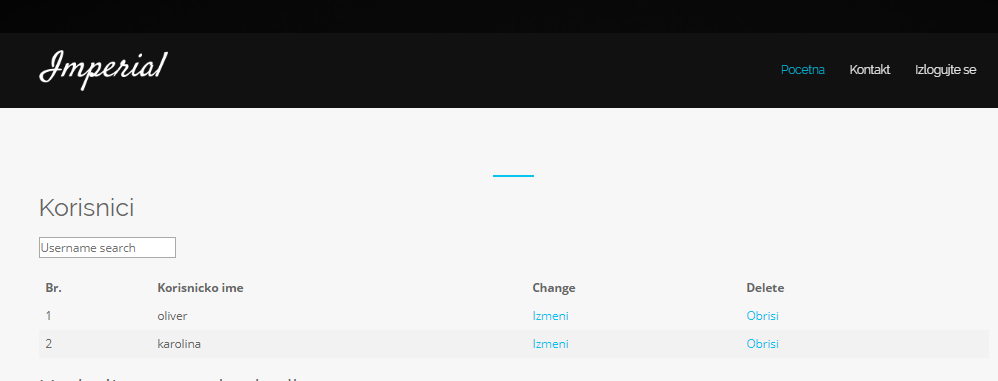 Imperial
Pocetna Kontakt Izlogujte se
Korisnici
Username search
Br. Korisnicko ime Change Delete
1 oliver Izmeni Obrisi
2 karolina Izmeni Obrisi